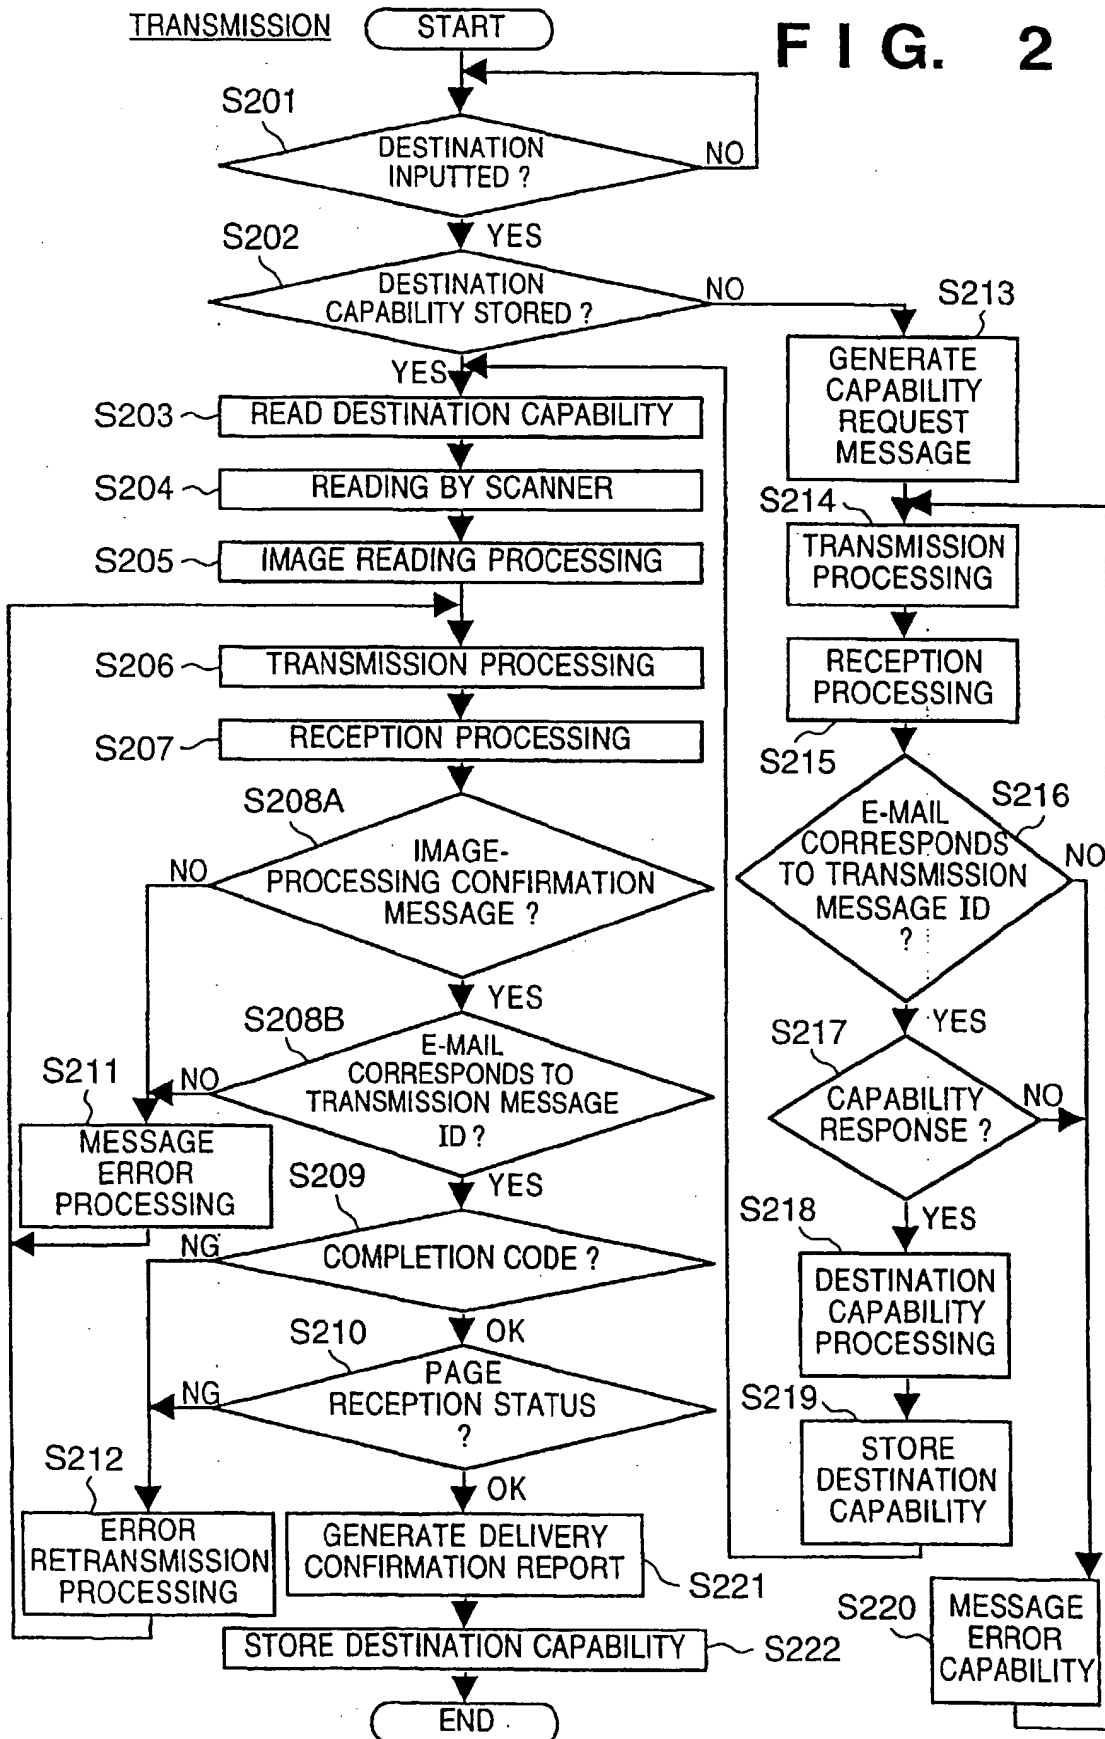 TRANSMISSION
START
FIG. 2
S201
DESTINATION
INPUTTED ?
NO
YES
S202
DESTINATION
CAPABILITY STORED ?
NO
YES
S203
READ DESTINATION CAPABILITY
S204
READING BY SCANNER
S205
IMAGE READING PROCESSING
S206
TRANSMISSION PROCESSING
S207
RECEPTION PROCESSING
S208A
IMAGE-
PROCESSING CONFIRMATION
MESSAGE ?
NO
YES
S208B
E-MAIL
CORRESPONDS TO
TRANSMISSION MESSAGE
ID ?
NO
YES
S211
MESSAGE
ERROR
PROCESSING
S209
COMPLETION CODE ?
NG
OK
S210
PAGE
RECEPTION STATUS
?
NG
OK
S212
ERROR
RETRANSMISSION
PROCESSING
GENERATE DELIVERY
CONFIRMATION REPORT
S221
STORE DESTINATION CAPABILITY
S222
END
S213
GENERATE
CAPABILITY
REQUEST
MESSAGE
S214
TRANSMISSION
PROCESSING
RECEPTION
PROCESSING
S215
S216
E-MAIL
CORRESPONDS
TO TRANSMISSION
MESSAGE ID
?
NO
YES
S217
CAPABILITY
RESPONSE ?
NO
YES
S218
DESTINATION
CAPABILITY
PROCESSING
S219
STORE
DESTINATION
CAPABILITY
S220
MESSAGE
ERROR
CAPABILITY